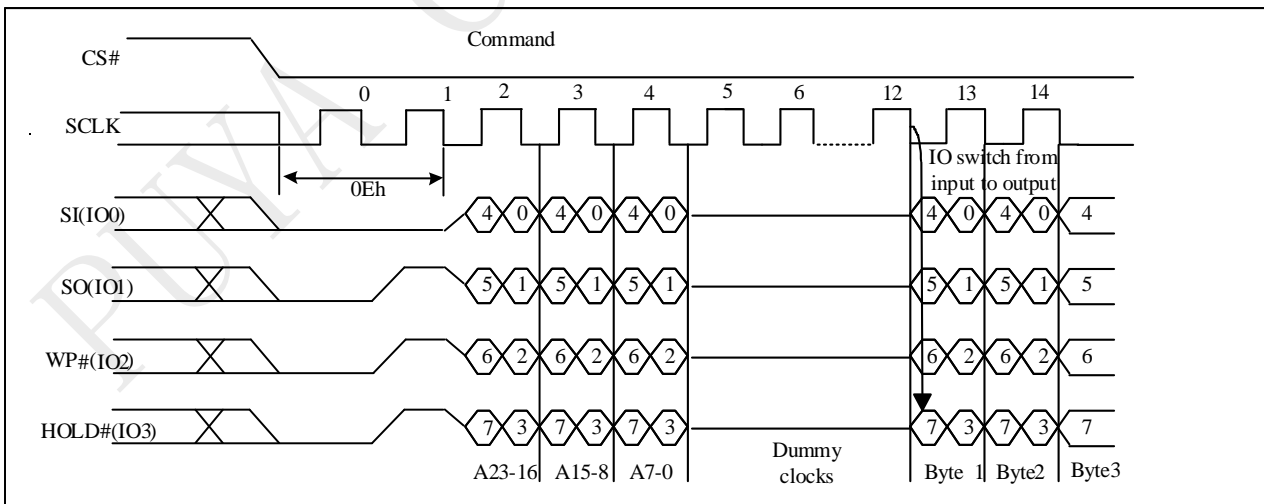 PUYA
Command
CS#
0 1 2 3 4 5 6 12 13 14
SCLK
IO switch from
input to output
0Eh
SI(IO0) 4 0 4 0 4 0 4 0 4 0 4
SO(IO1) 5 1 5 1 5 1 5 1 5 1 5
WP#(IO2) 6 2 6 2 6 2 6 2 6 2 6
HOLD#(IO3) 7 3 7 3 7 3 7 3 7 3 7
Dummy
clocks
A23-16 A15-8 A7-0 Byte 1 Byte2 Byte3